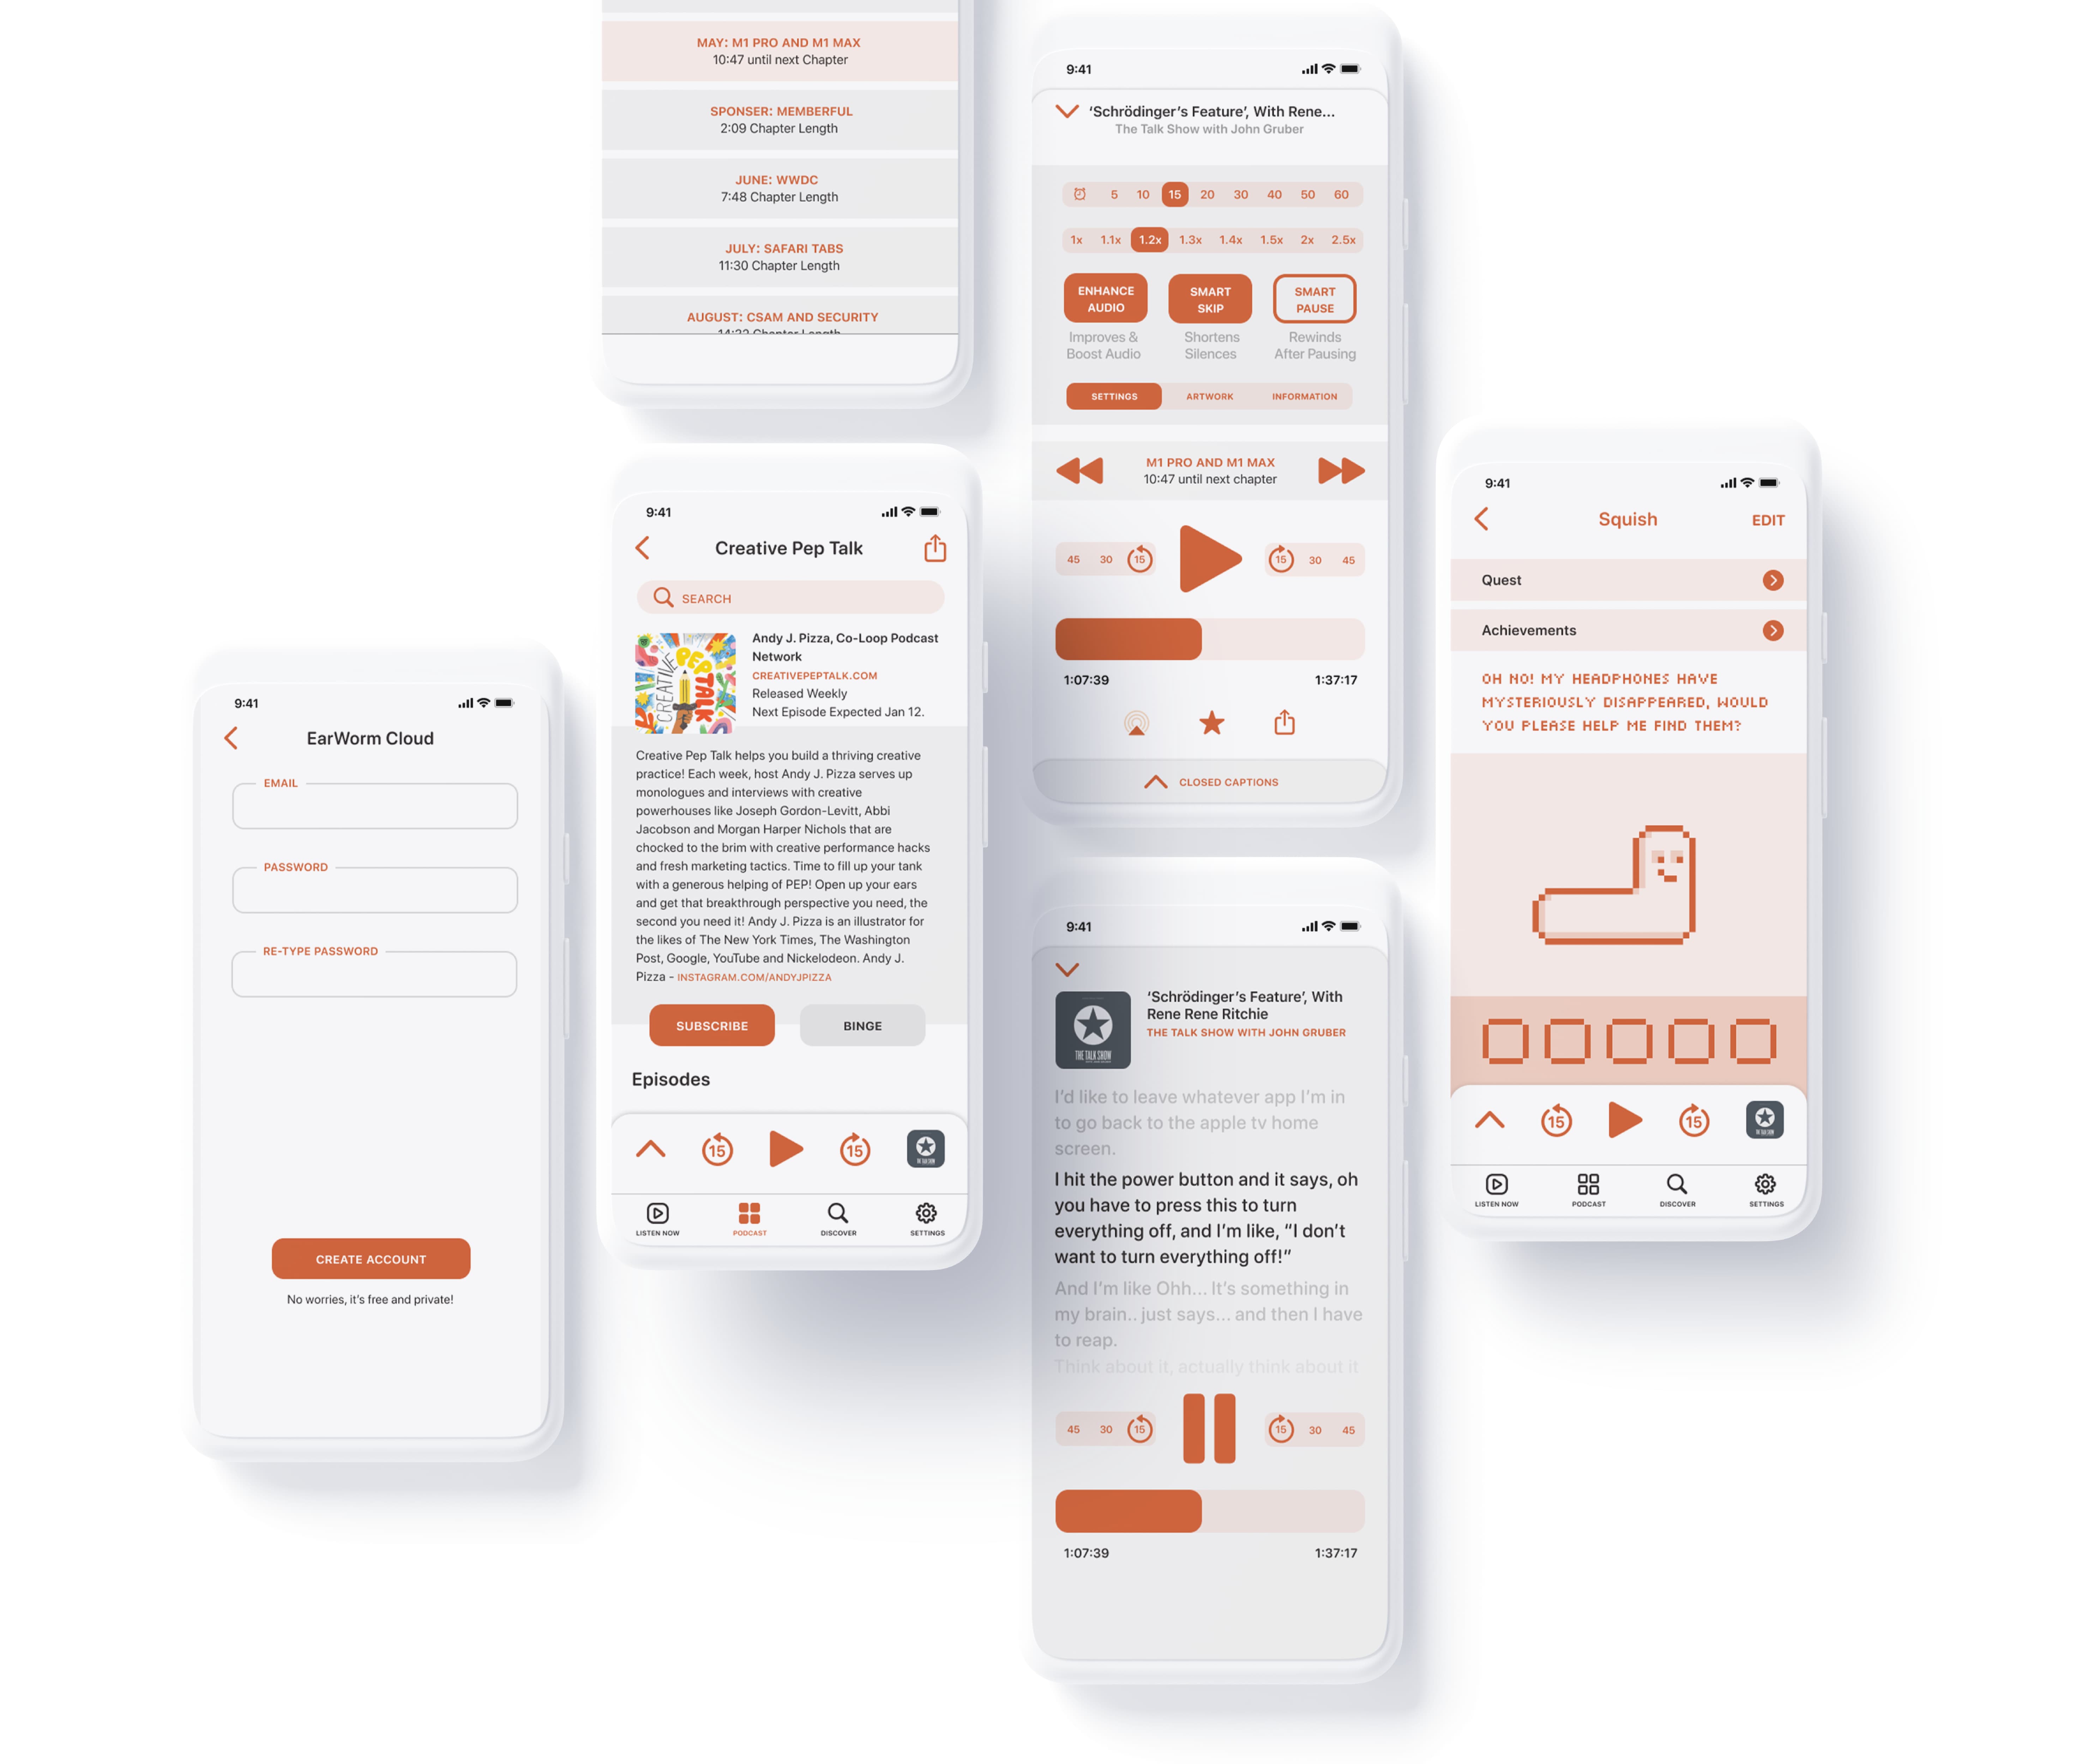 MAY: M1 PRO AND M1 MAX
10:47 until next Chapter
SPONSER: MEMBERFUL
2:09 Chapter Length
JUNE: WWDC
7:48 Chapter Length
JULY: SAFARI TABS
11:30 Chapter Length
AUGUST: CSAM AND SECURITY
14:32 Chapter Length
9:41
‘Schrödinger’s Feature’, With Rene...
The Talk Show with John Gruber
5 10 15 20 30 40 50 60
1x 1.1x 1.2x 1.3x 1.4x 1.5x 2x 2.5x
ENHANCE
AUDIO
Improves &
Boost Audio
SMART
SKIP
Shortens
Silences
SMART
PAUSE
Rewinds
After Pausing
SETTINGS ARTWORK INFORMATION
M1 PRO AND M1 MAX
10:47 until next chapter
45 30 15 15 30 45
1:07:39 1:37:17
CLOSED CAPTIONS
9:41
EarWorm Cloud
EMAIL
PASSWORD
RE-TYPE PASSWORD
CREATE ACCOUNT
No worries, it’s free and private!
9:41
Creative Pep Talk
SEARCH
CREATIVE
PEP
TALK
Andy J. Pizza, Co-Loop Podcast
Network
CREATIVEPEPTALK.COM
Released Weekly
Next Episode Expected Jan 12.
Creative Pep Talk helps you build a thriving creative
practice! Each week, host Andy J. Pizza serves up
monologues and interviews with creative
powerhouses like Joseph Gordon-Levitt, Abbi
Jacobson and Morgan Harper Nichols that are
chocked to the brim with creative performance hacks
and fresh marketing tactics. Time to fill up your tank
with a generous helping of PEP! Open up your ears
and get that breakthrough perspective you need, the
second you need it! Andy J. Pizza is an illustrator for
the likes of The New York Times, The Washington
Post, Google, YouTube and Nickelodeon. Andy J.
Pizza - INSTAGRAM.COM/ANDYJPIZZA
SUBSCRIBE BINGE
Episodes
15 15
LISTEN NOW PODCAST DISCOVER SETTINGS
9:41
‘Schrödinger’s Feature’, With
Rene Rene Ritchie
THE TALK SHOW WITH JOHN GRUBER
THE TALK SHOW
I’d like to leave whatever app I’m in
to go back to the apple tv home
screen.
I hit the power button and it says, oh
you have to press this to turn
everything off, and I’m like, “I don’t
want to turn everything off!”
And I’m like Ohh... It’s something in
my brain.. just says... and then I have
to reap.
Think about it, actually think about it
45 30 15 15 30 45
1:07:39 1:37:17
9:41
Squish EDIT
Quest
Achievements
OH NO! MY HEADPHONES HAVE
MYSTERIOUSLY DISAPPEARED, WOULD
YOU PLEASE HELP ME FIND THEM?
15 15
LISTEN NOW PODCAST DISCOVER SETTINGS